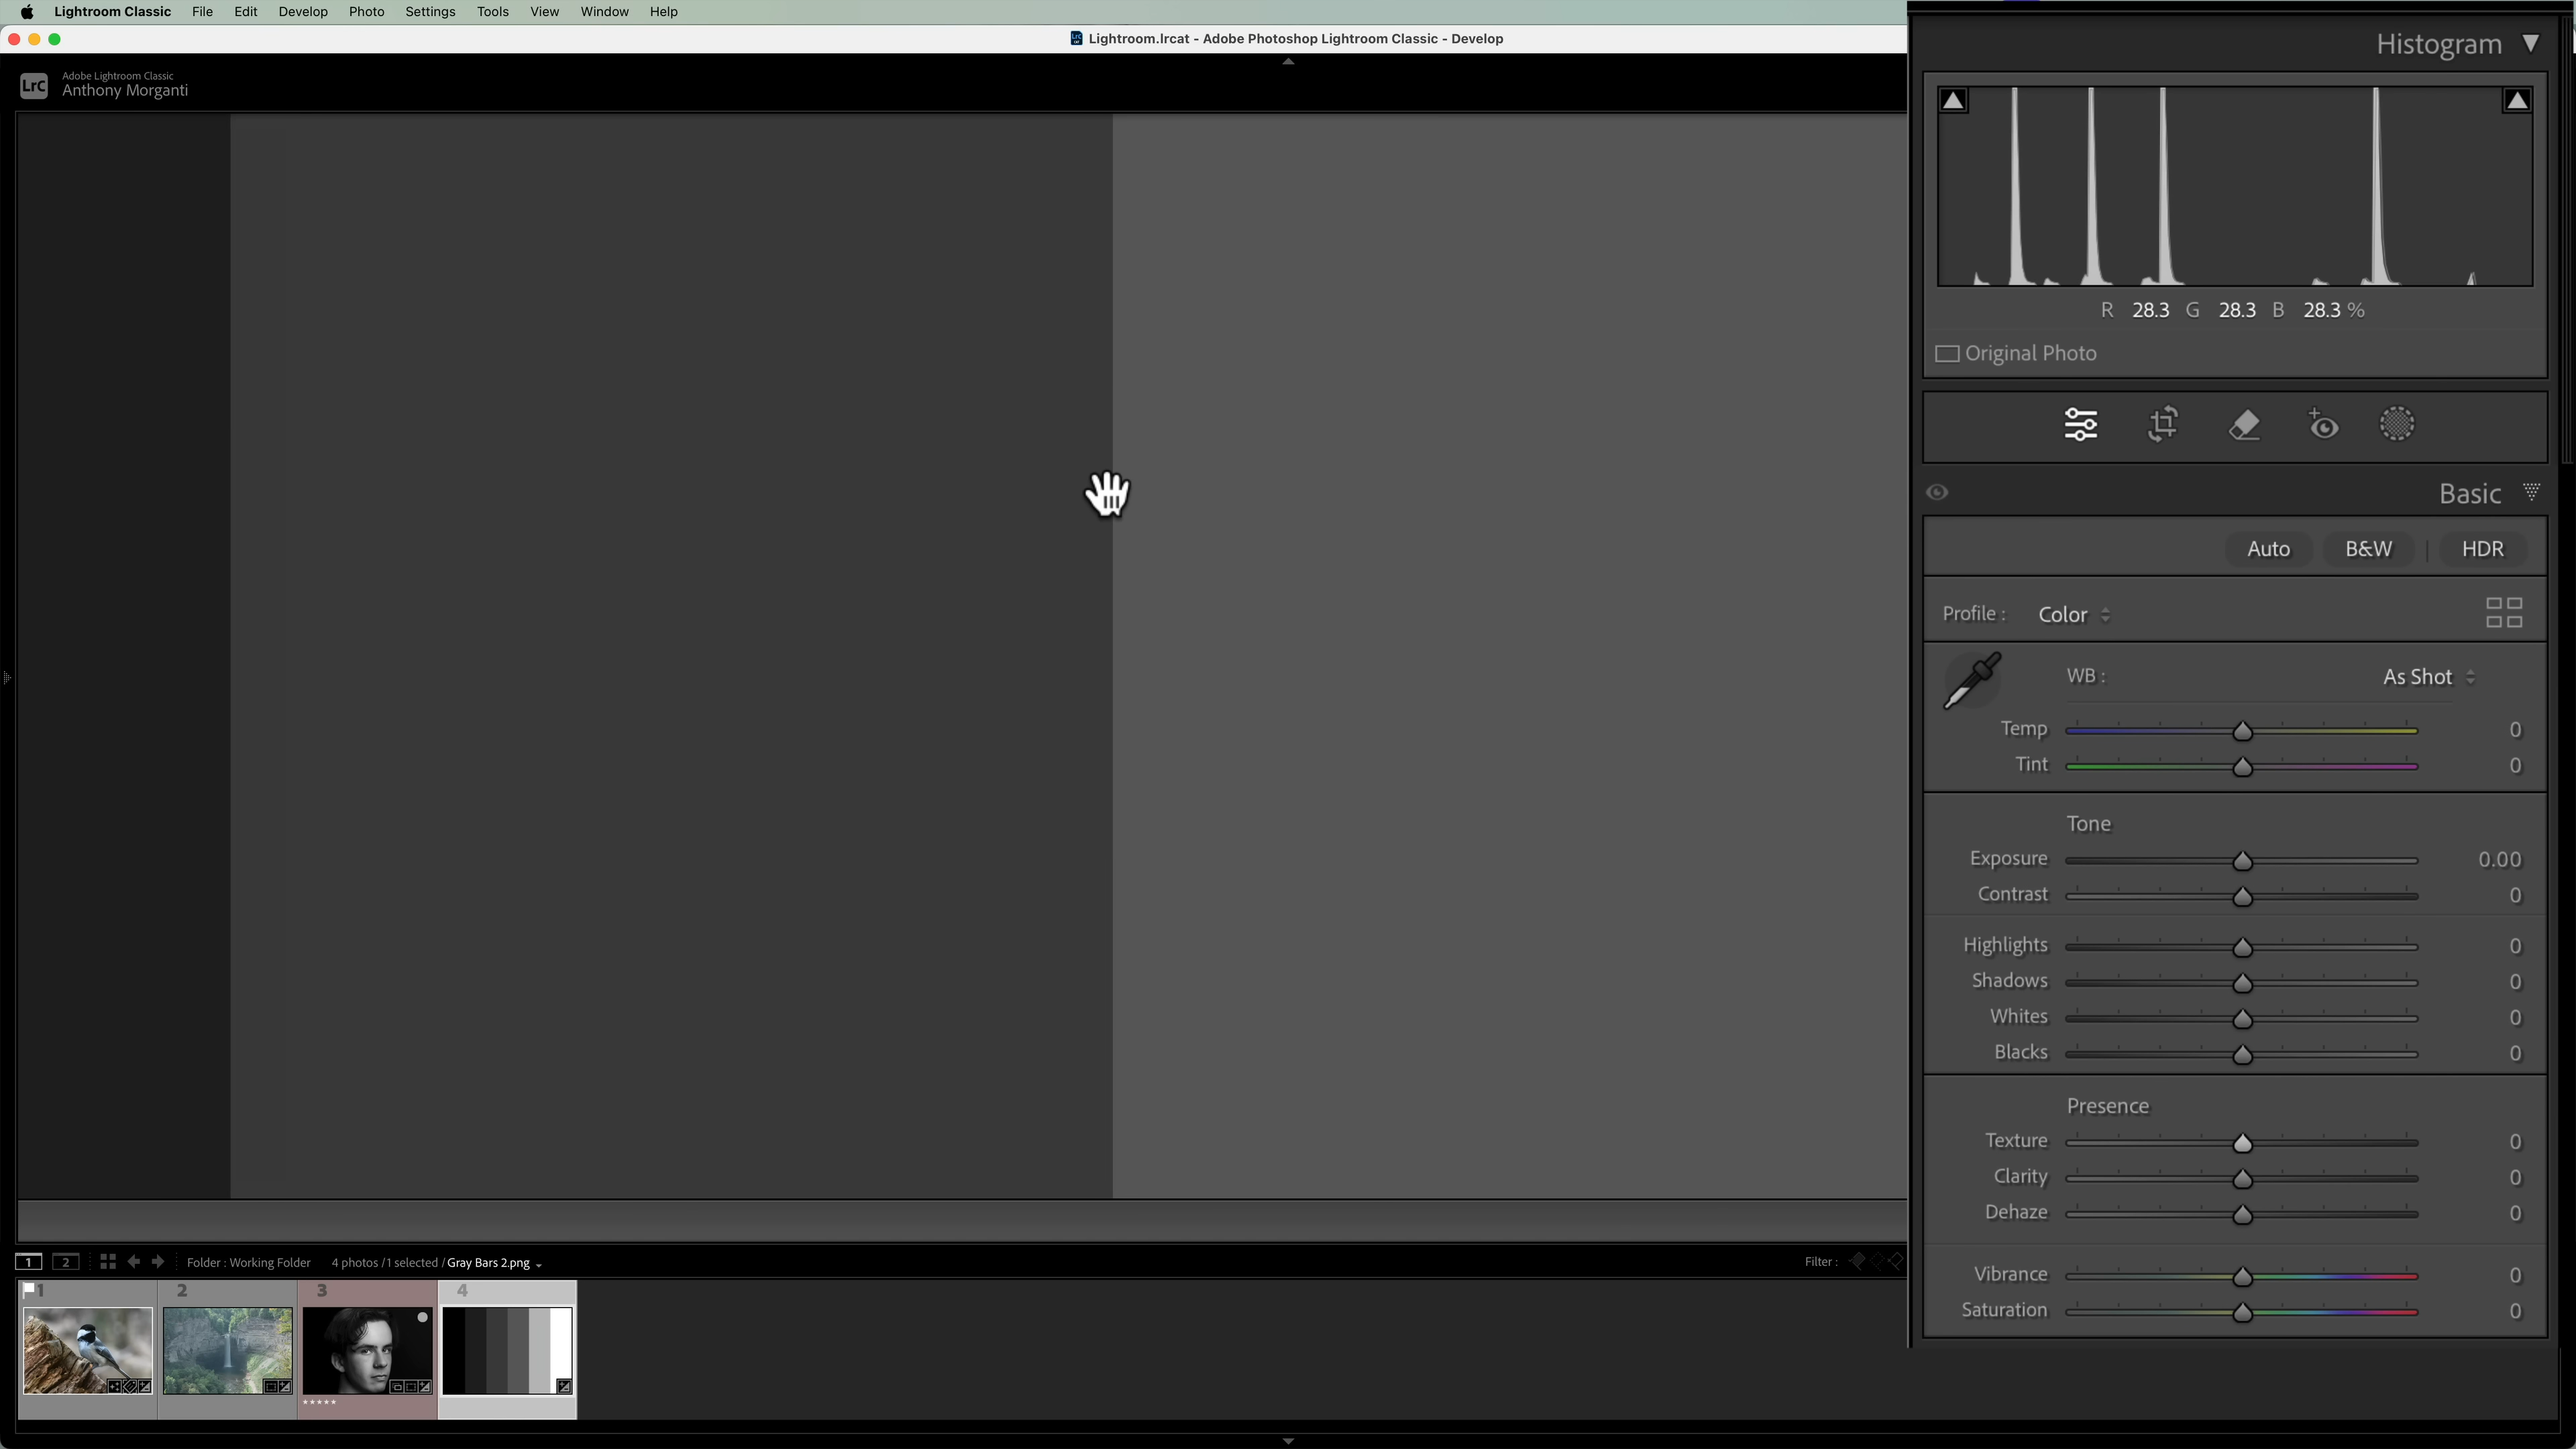 Lightroom Classic File Edit Develop Photo Settings Tools View Window Help
Lightroom.lrcat - Adobe Photoshop Lightroom Classic - Develop
LrC
Adobe Lightroom Classic
Anthony Morganti
Histogram
R 28.3 G 28.3 B 28.3 %
Original Photo
Basic
Auto B&W | HDR
Profile : Color
WB : As Shot
Temp 0
Tint 0
Tone
Exposure 0.00
Contrast 0
Highlights 0
Shadows 0
Whites 0
Blacks 0
Presence
Texture 0
Clarity 0
Dehaze 0
Vibrance 0
Saturation 0
1 2 Folder : Working Folder 4 photos / 1 selected / Gray Bars 2.png Filter :
1 2 3 4